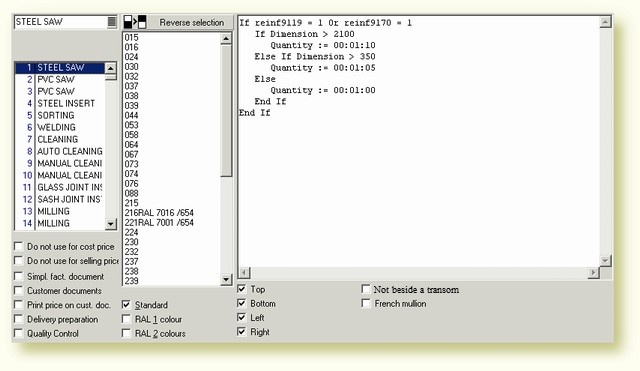 STEEL SAW
1 STEEL SAW
2 PVC SAW
3 PVC SAW
4 STEEL INSERT
5 SORTING
6 WELDING
7 CLEANING
8 AUTO CLEANING
9 MANUAL CLEANI
10 MANUAL CLEANI
11 GLASS JOINT INS
12 SASH JOINT INS
13 MILLING
14 MILLING
Do not use for cost price
Do not use for selling price
Simpl. fact. document
Customer documents
Print price on cust. doc.
Delivery preparation
Quality Control
Reverse selection
015
016
024
030
032
037
038
039
044
053
058
064
067
073
074
076
088
215
216RAL 7016 /654
221RAL 7001 /654
224
230
232
237
238
239
Standard
RAL 1 colour
RAL 2 colours
If reinf9119 = 1 Or reinf9170 = 1
If Dimension > 2100
Quantity := 00:01:10
Else If Dimension > 350
Quantity := 00:01:05
Else
Quantity := 00:01:00
End If
End If
Top
Bottom
Left
Right
Not beside a transom
French mullion